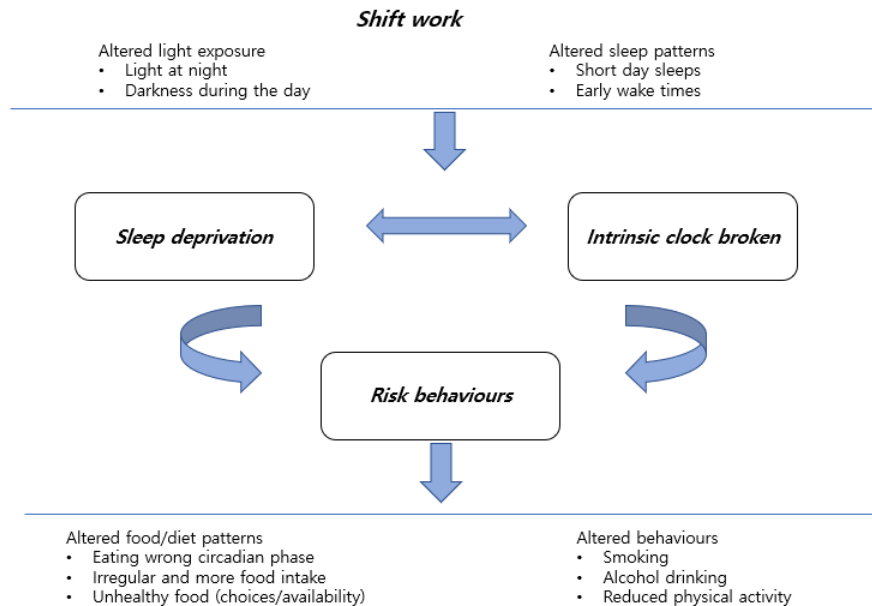 Shift work
Altered light exposure
• Light at night
• Darkness during the day
Altered sleep patterns
• Short day sleeps
• Early wake times
Sleep deprivation
Intrinsic clock broken
Risk behaviours
Altered food/diet patterns
• Eating wrong circadian phase
• Irregular and more food intake
• Unhealthy food (choices/availability)
Altered behaviours
• Smoking
• Alcohol drinking
• Reduced physical activity